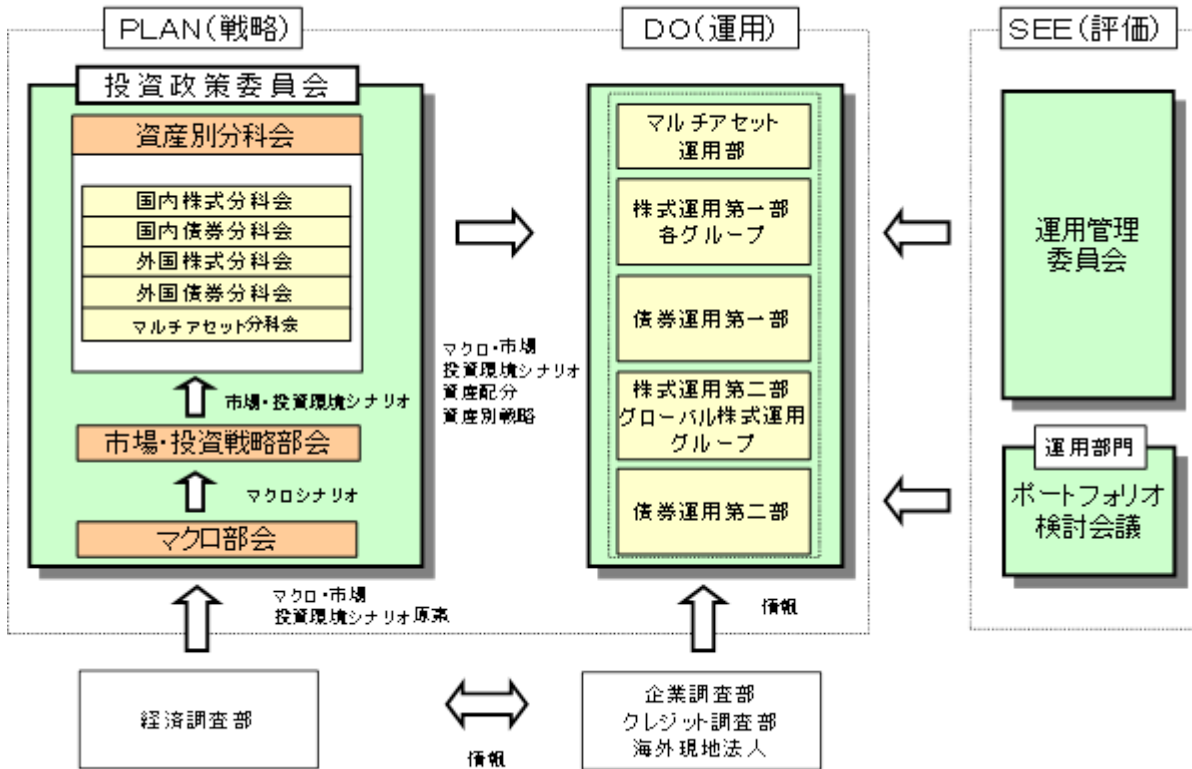 PLAN(戦略)
DO(運用)
SEE(評価)
投資政策委員会
資産別分科会
国内株式分科会
国内債券分科会
外国株式分科会
外国債券分科会
マルチアセット分科会
市場・投資環境シナリオ
市場・投資戦略部会
マクロシナリオ
マクロ部会
マクロ・市場
投資環境シナリオ
資産配分
資産別戦略
マルチアセット
運用部
株式運用第一部
各グループ
債券運用第一部
株式運用第二部
グローバル株式運用
グループ
債券運用第二部
運用管理
委員会
運用部門
ポートフォリオ
検討会議
マクロ・市場
投資環境シナリオ原案
情報
経済調査部
情報
企業調査部
クレジット調査部
海外現地法人